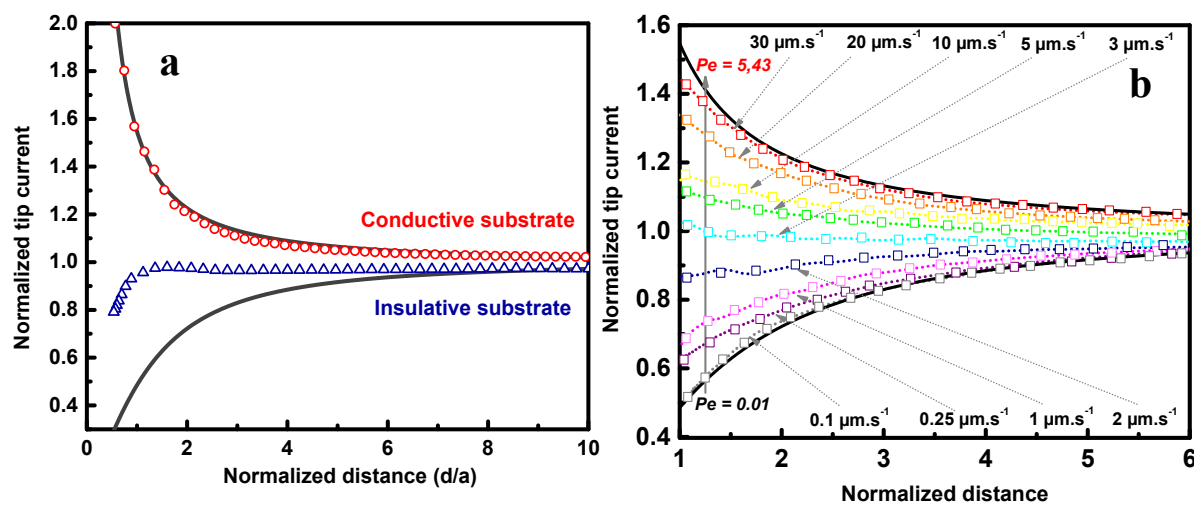 a
Normalized tip current
2.0
1.8
1.6
1.4
1.2
1.0
0.8
0.6
0.4
Conductive substrate
Insulative substrate
0 2 4 6 8 10
Normalized distance (d/a)
b
Normalized tip current
1.6
1.4
1.2
1.0
0.8
0.6
0.4
30 µm.s⁻¹ 20 µm.s⁻¹ 10 µm.s⁻¹ 5 µm.s⁻¹ 3 µm.s⁻¹
Pe = 5,43
Pe = 0.01
0.1 µm.s⁻¹ 0.25 µm.s⁻¹ 1 µm.s⁻¹ 2 µm.s⁻¹
1 2 3 4 5 6
Normalized distance